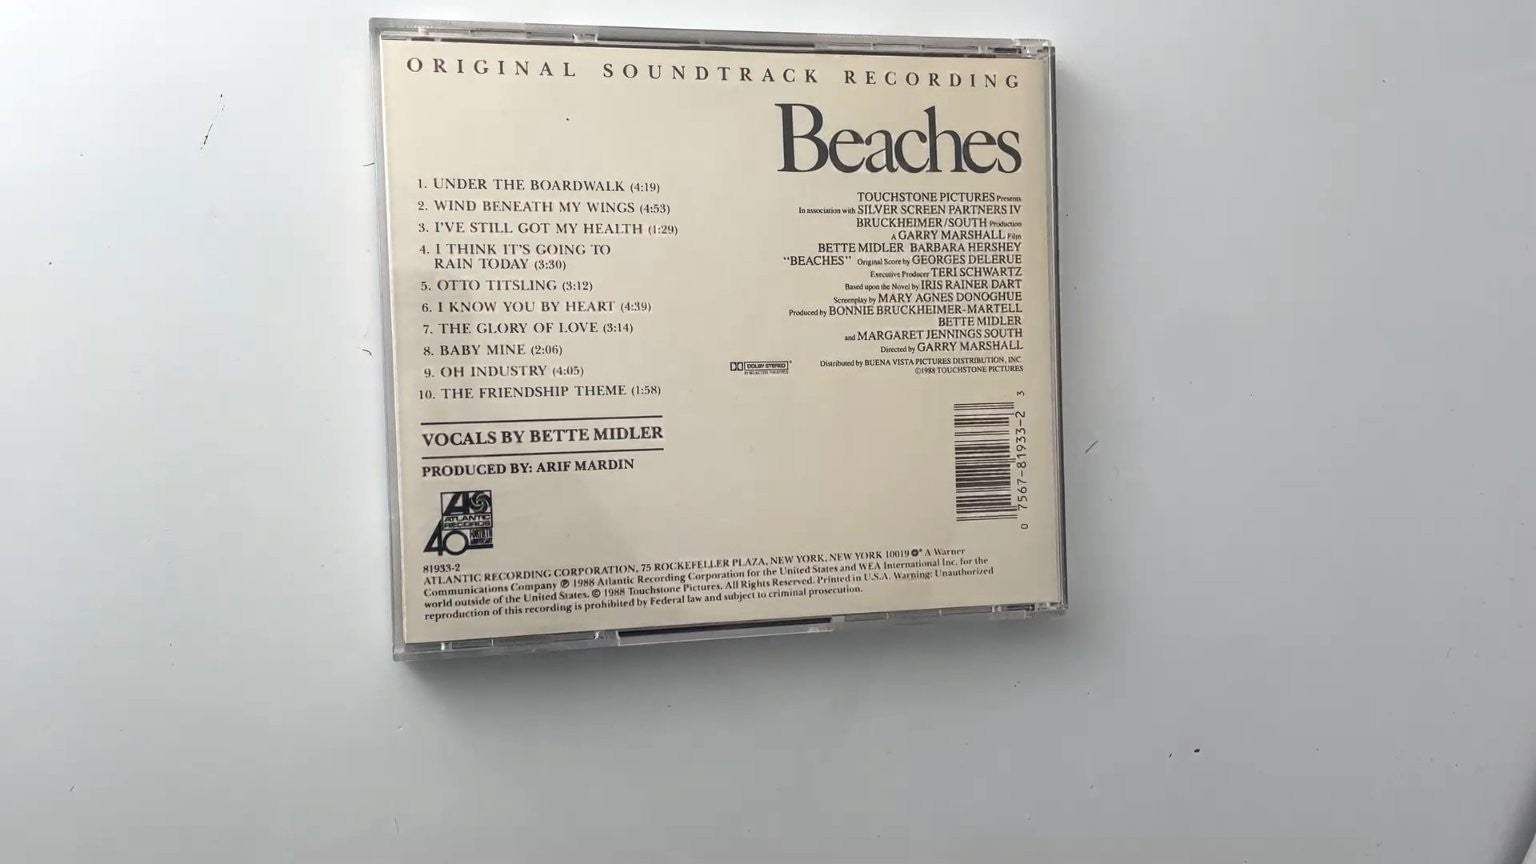 ORIGINAL SOUNDTRACK RECORDING
Beaches
1. UNDER THE BOARDWALK (4:19)
2. WIND BENEATH MY WINGS (4:53)
3. I'VE STILL GOT MY HEALTH (1:29)
4. I THINK IT'S GOING TO
RAIN TODAY (3:30)
5. OTTO TITSLING (3:12)
6. I KNOW YOU BY HEART (4:39)
7. THE GLORY OF LOVE (3:14)
8. BABY MINE (2:06)
9. OH INDUSTRY (4:05)
10. THE FRIENDSHIP THEME (1:58)
VOCALS BY BETTE MIDLER
PRODUCED BY: ARIF MARDIN
TOUCHSTONE PICTURES Presents
In association with SILVER SCREEN PARTNERS IV
BRUCKHEIMER/SOUTH Production
A GARRY MARSHALL Film
BETTE MIDLER BARBARA HERSHEY
"BEACHES" Original Score by GEORGES DELERUE
Executive Producer TERI SCHWARTZ
Based upon the Novel by IRIS RAINER DART
Screenplay by MARY AGNES DONOGHUE
Produced by BONNIE BRUCKHEIMER-MARTELL
BETTE MIDLER
and MARGARET JENNINGS SOUTH
Directed by GARRY MARSHALL
DOLBY STEREO
IN SELECTED THEATRES
Distributed by BUENA VISTA PICTURES DISTRIBUTION, INC.
©1988 TOUCHSTONE PICTURES
0 7567-81933-2 3
ATLANTIC
RECORDS
40
81933-2
ATLANTIC RECORDING CORPORATION, 75 ROCKEFELLER PLAZA, NEW YORK, NEW YORK 10019 A Warner
Communications Company ℗ 1988 Atlantic Recording Corporation for the United States and WEA International Inc. for the
world outside of the United States. © 1988 Touchstone Pictures. All Rights Reserved. Printed in U.S.A. Warning: Unauthorized
reproduction of this recording is prohibited by Federal law and subject to criminal prosecution.